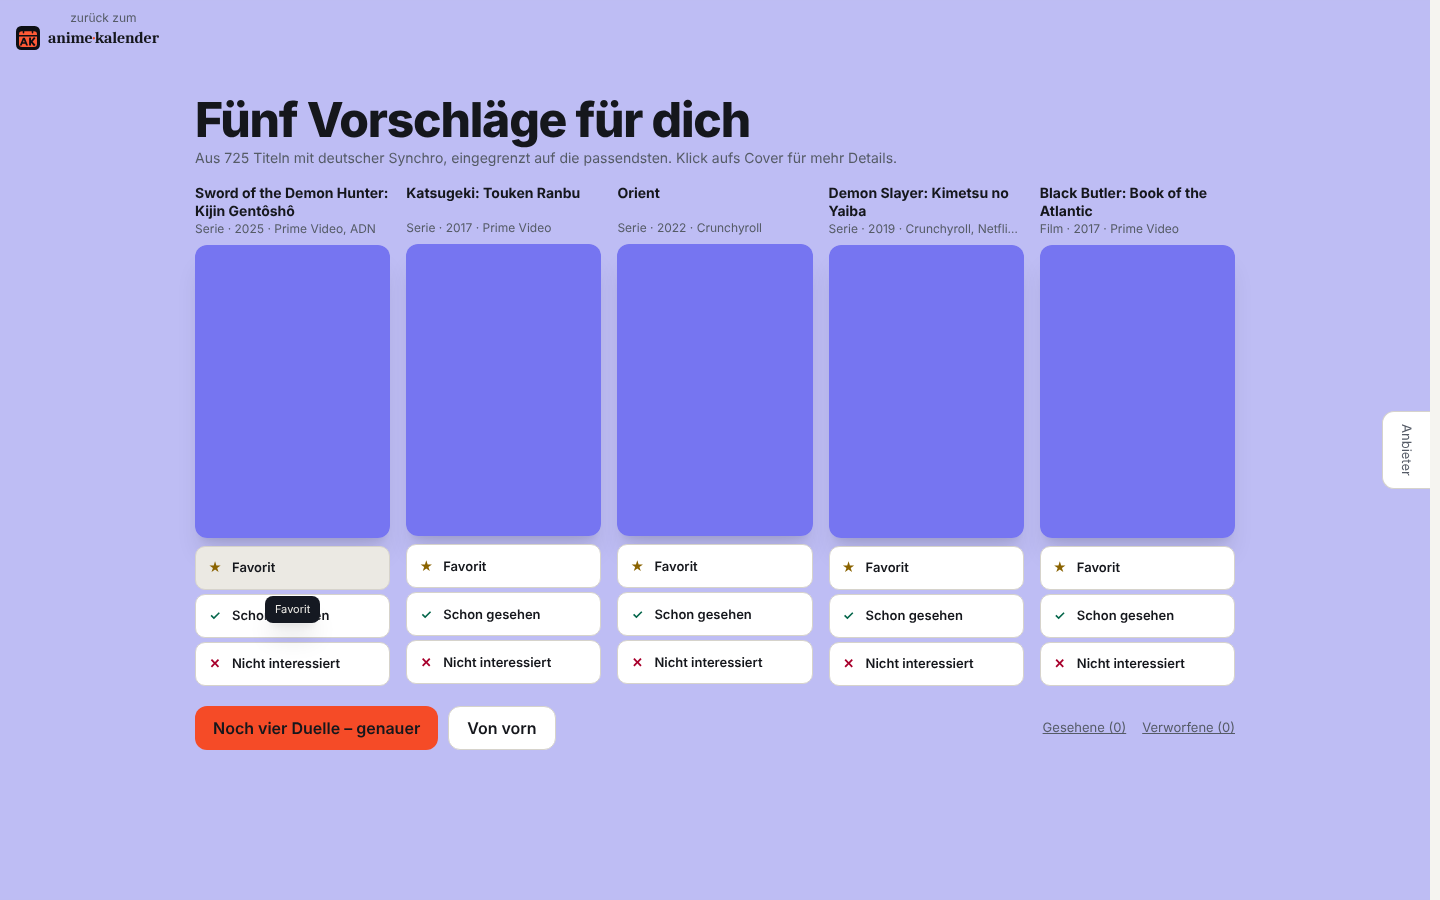 zurück zum
AK anime·kalender
Fünf Vorschläge für dich
Aus 725 Titeln mit deutscher Synchro, eingegrenzt auf die passendsten. Klick aufs Cover für mehr Details.
Sword of the Demon Hunter:
Kijin Gentôshô
Serie · 2025 · Prime Video, ADN
Favorit
Favorit
Nicht interessiert
Katsugeki: Touken Ranbu
Serie · 2017 · Prime Video
Favorit
Schon gesehen
Nicht interessiert
Orient
Serie · 2022 · Crunchyroll
Favorit
Schon gesehen
Nicht interessiert
Demon Slayer: Kimetsu no
Yaiba
Serie · 2019 · Crunchyroll, Netfli...
Favorit
Schon gesehen
Nicht interessiert
Black Butler: Book of the
Atlantic
Film · 2017 · Prime Video
Favorit
Schon gesehen
Nicht interessiert
Anbieter
Noch vier Duelle – genauer
Von vorn
Gesehene (0)
Verworfene (0)